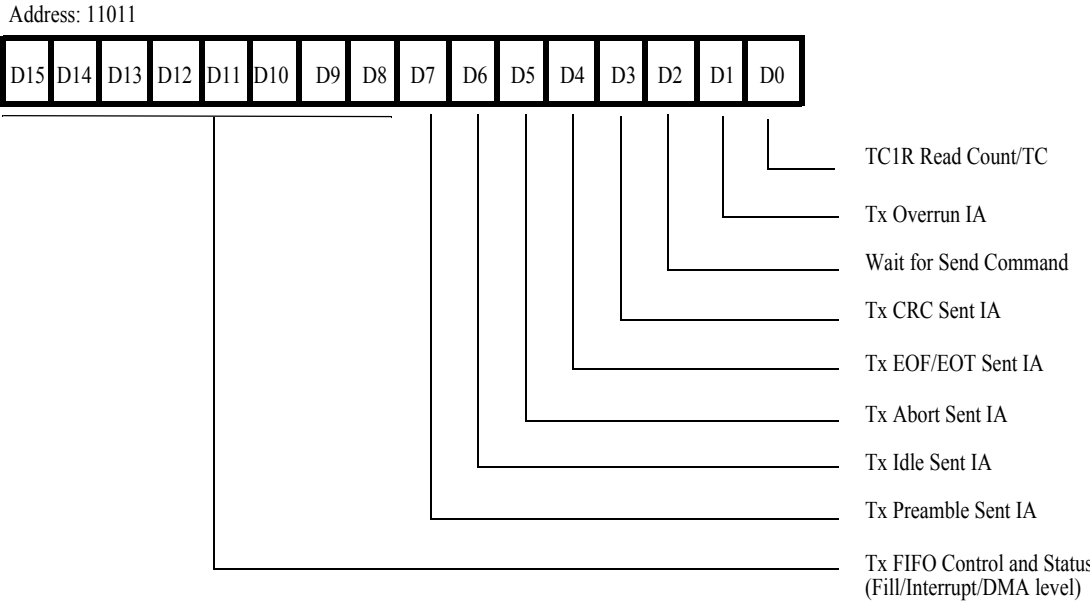 Address: 11011
D15 D14 D13 D12 D11 D10 D9 D8 D7 D6 D5 D4 D3 D2 D1 D0
TC1R Read Count/TC
Tx Overrun IA
Wait for Send Command
Tx CRC Sent IA
Tx EOF/EOT Sent IA
Tx Abort Sent IA
Tx Idle Sent IA
Tx Preamble Sent IA
Tx FIFO Control and Status
(Fill/Interrupt/DMA level)